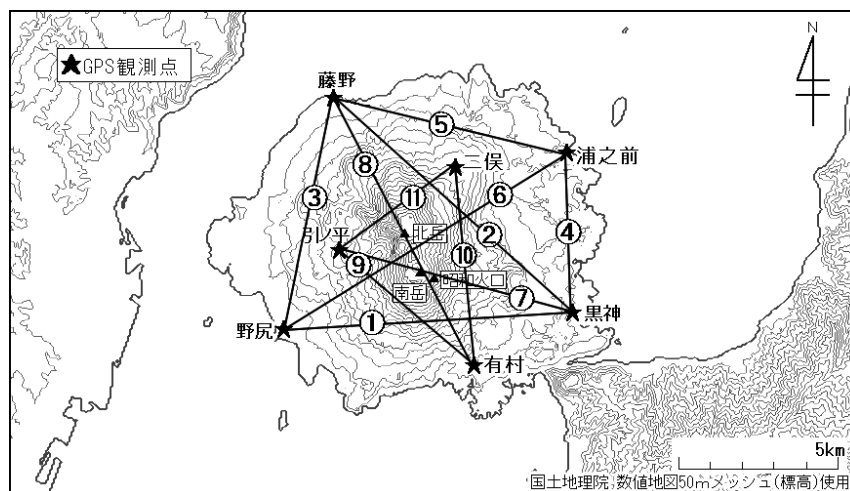 N
★GPS観測点
藤野
⑤
浦之前
⑧
三俣
③
⑪
⑥
引ノ平
北岳
②
④
⑨
⑩
昭和火口
南岳
⑦
野尻
①
黒神
有村
5km
国土地理院 数値地図50mメッシュ(標高)使用